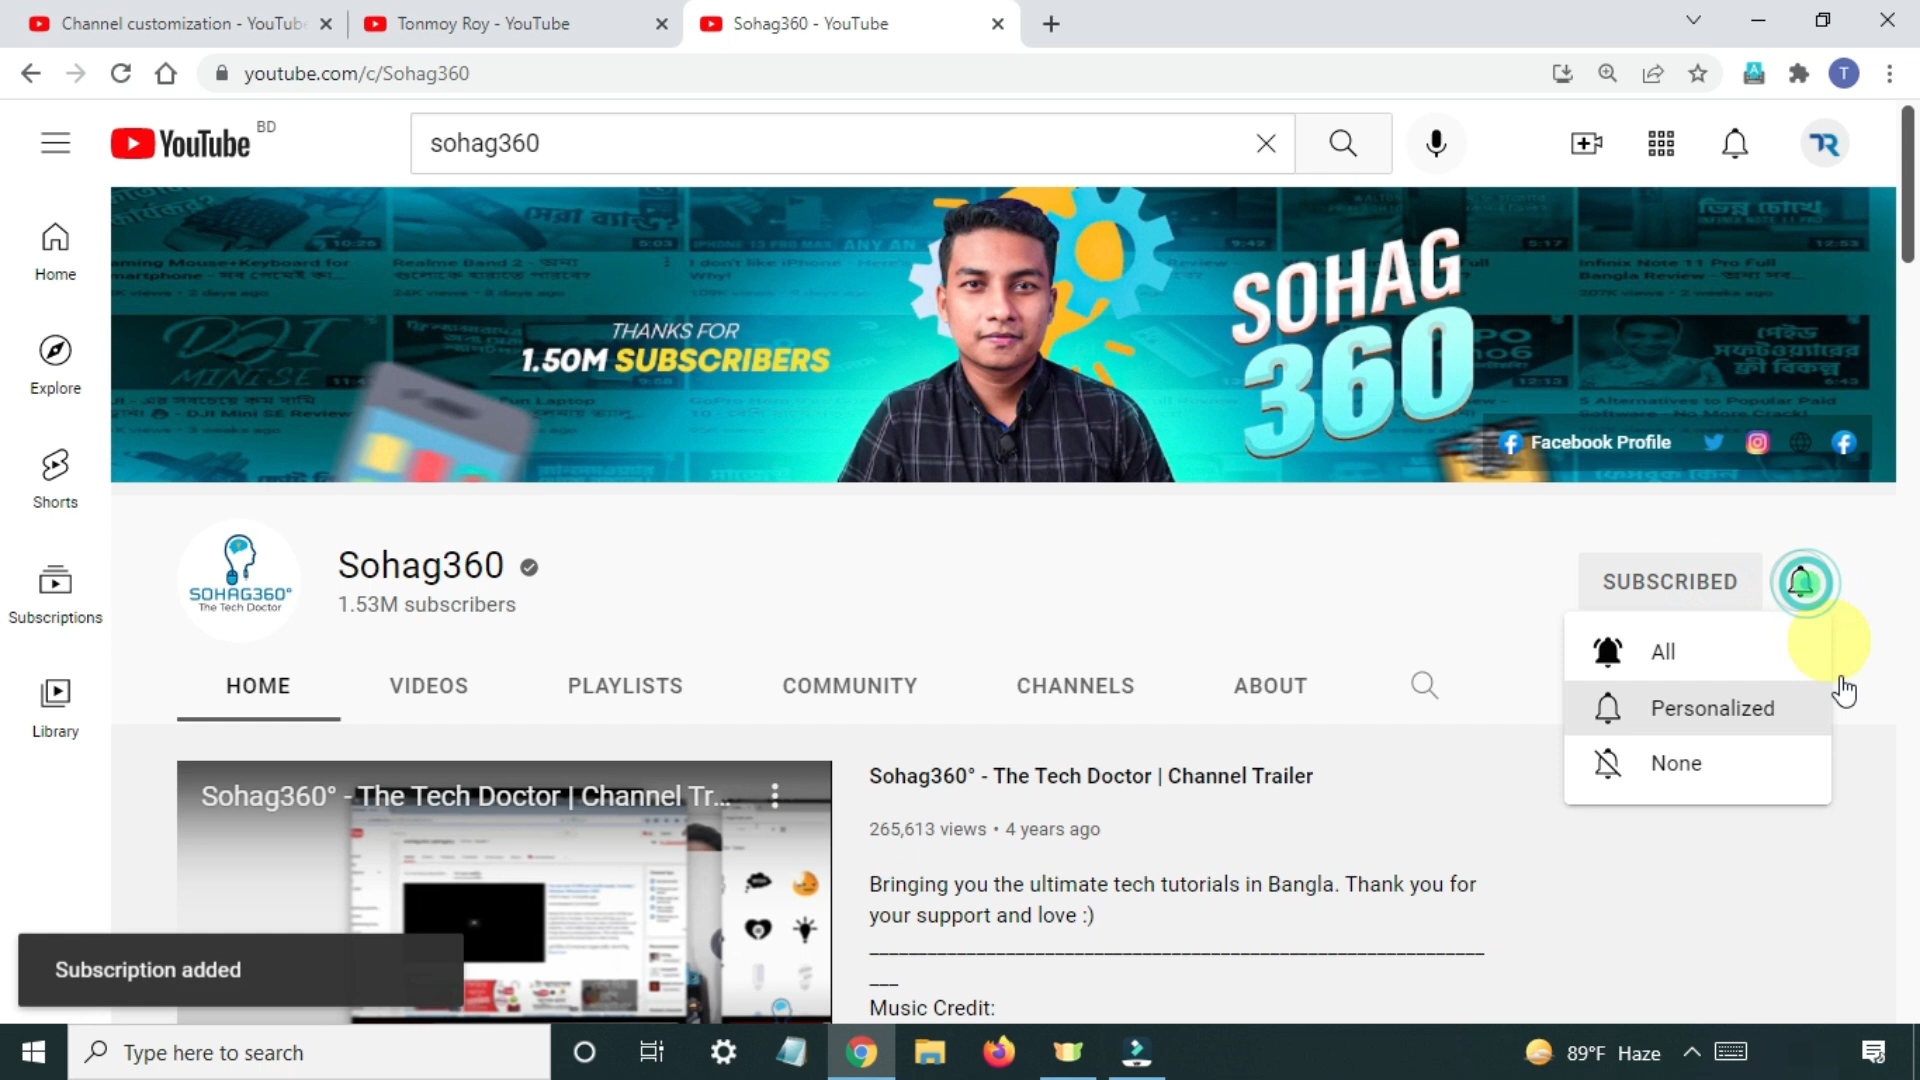 Channel customization - YouTube
Tonmoy Roy - YouTube
Sohag360 - YouTube
youtube.com/c/Sohag360
T
YouTube BD
sohag360
TR
Home
Explore
Shorts
Subscriptions
Library
THANKS FOR
1.50M SUBSCRIBERS
SOHAG
360
Facebook Profile
SOHAG360°
The Tech Doctor
Sohag360
1.53M subscribers
SUBSCRIBED
All
Personalized
None
HOME VIDEOS PLAYLISTS COMMUNITY CHANNELS ABOUT
Sohag360° - The Tech Doctor | Channel Tr...
Sohag360° - The Tech Doctor | Channel Trailer
265,613 views • 4 years ago
Bringing you the ultimate tech tutorials in Bangla. Thank you for
your support and love :)
Music Credit:
Subscription added
Type here to search
89°F Haze